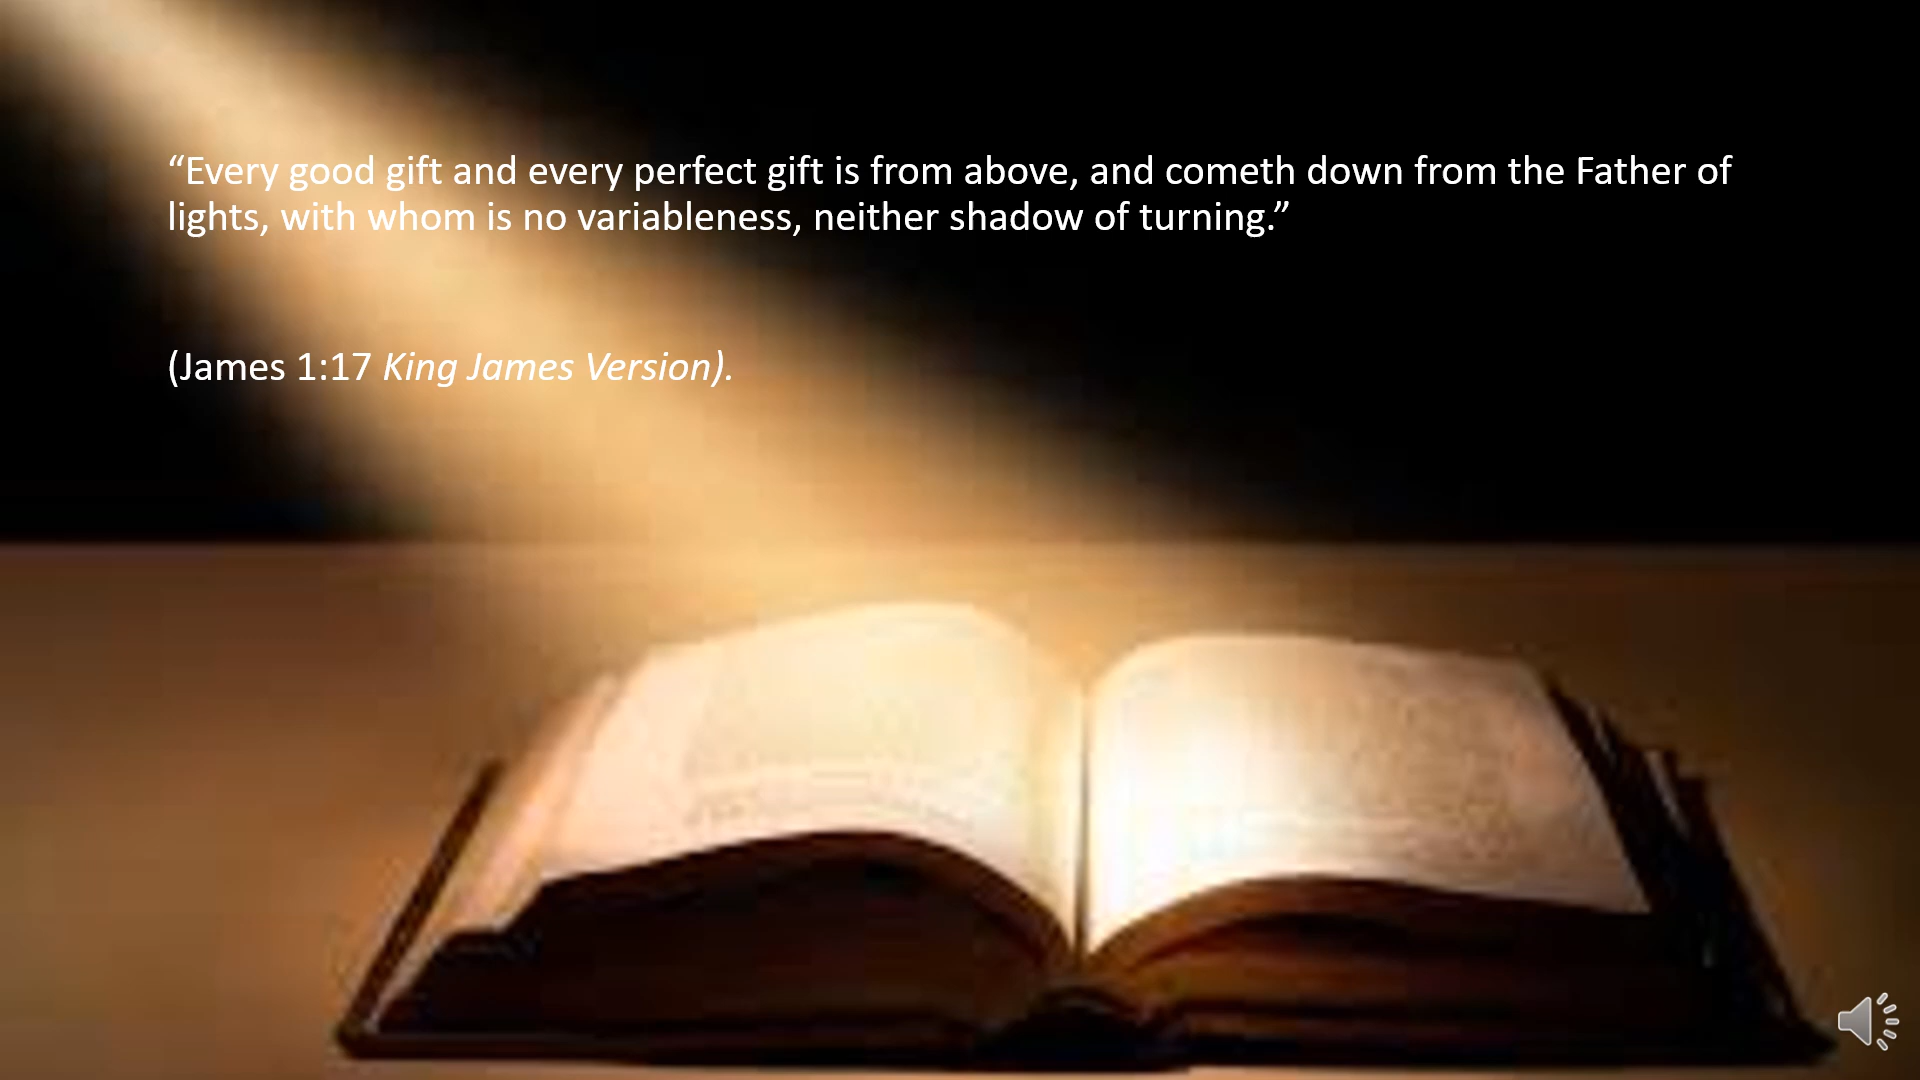 “Every good gift and every perfect gift is from above, and cometh down from the Father of
lights, with whom is no variableness, neither shadow of turning.”
(James 1:17 King James Version).